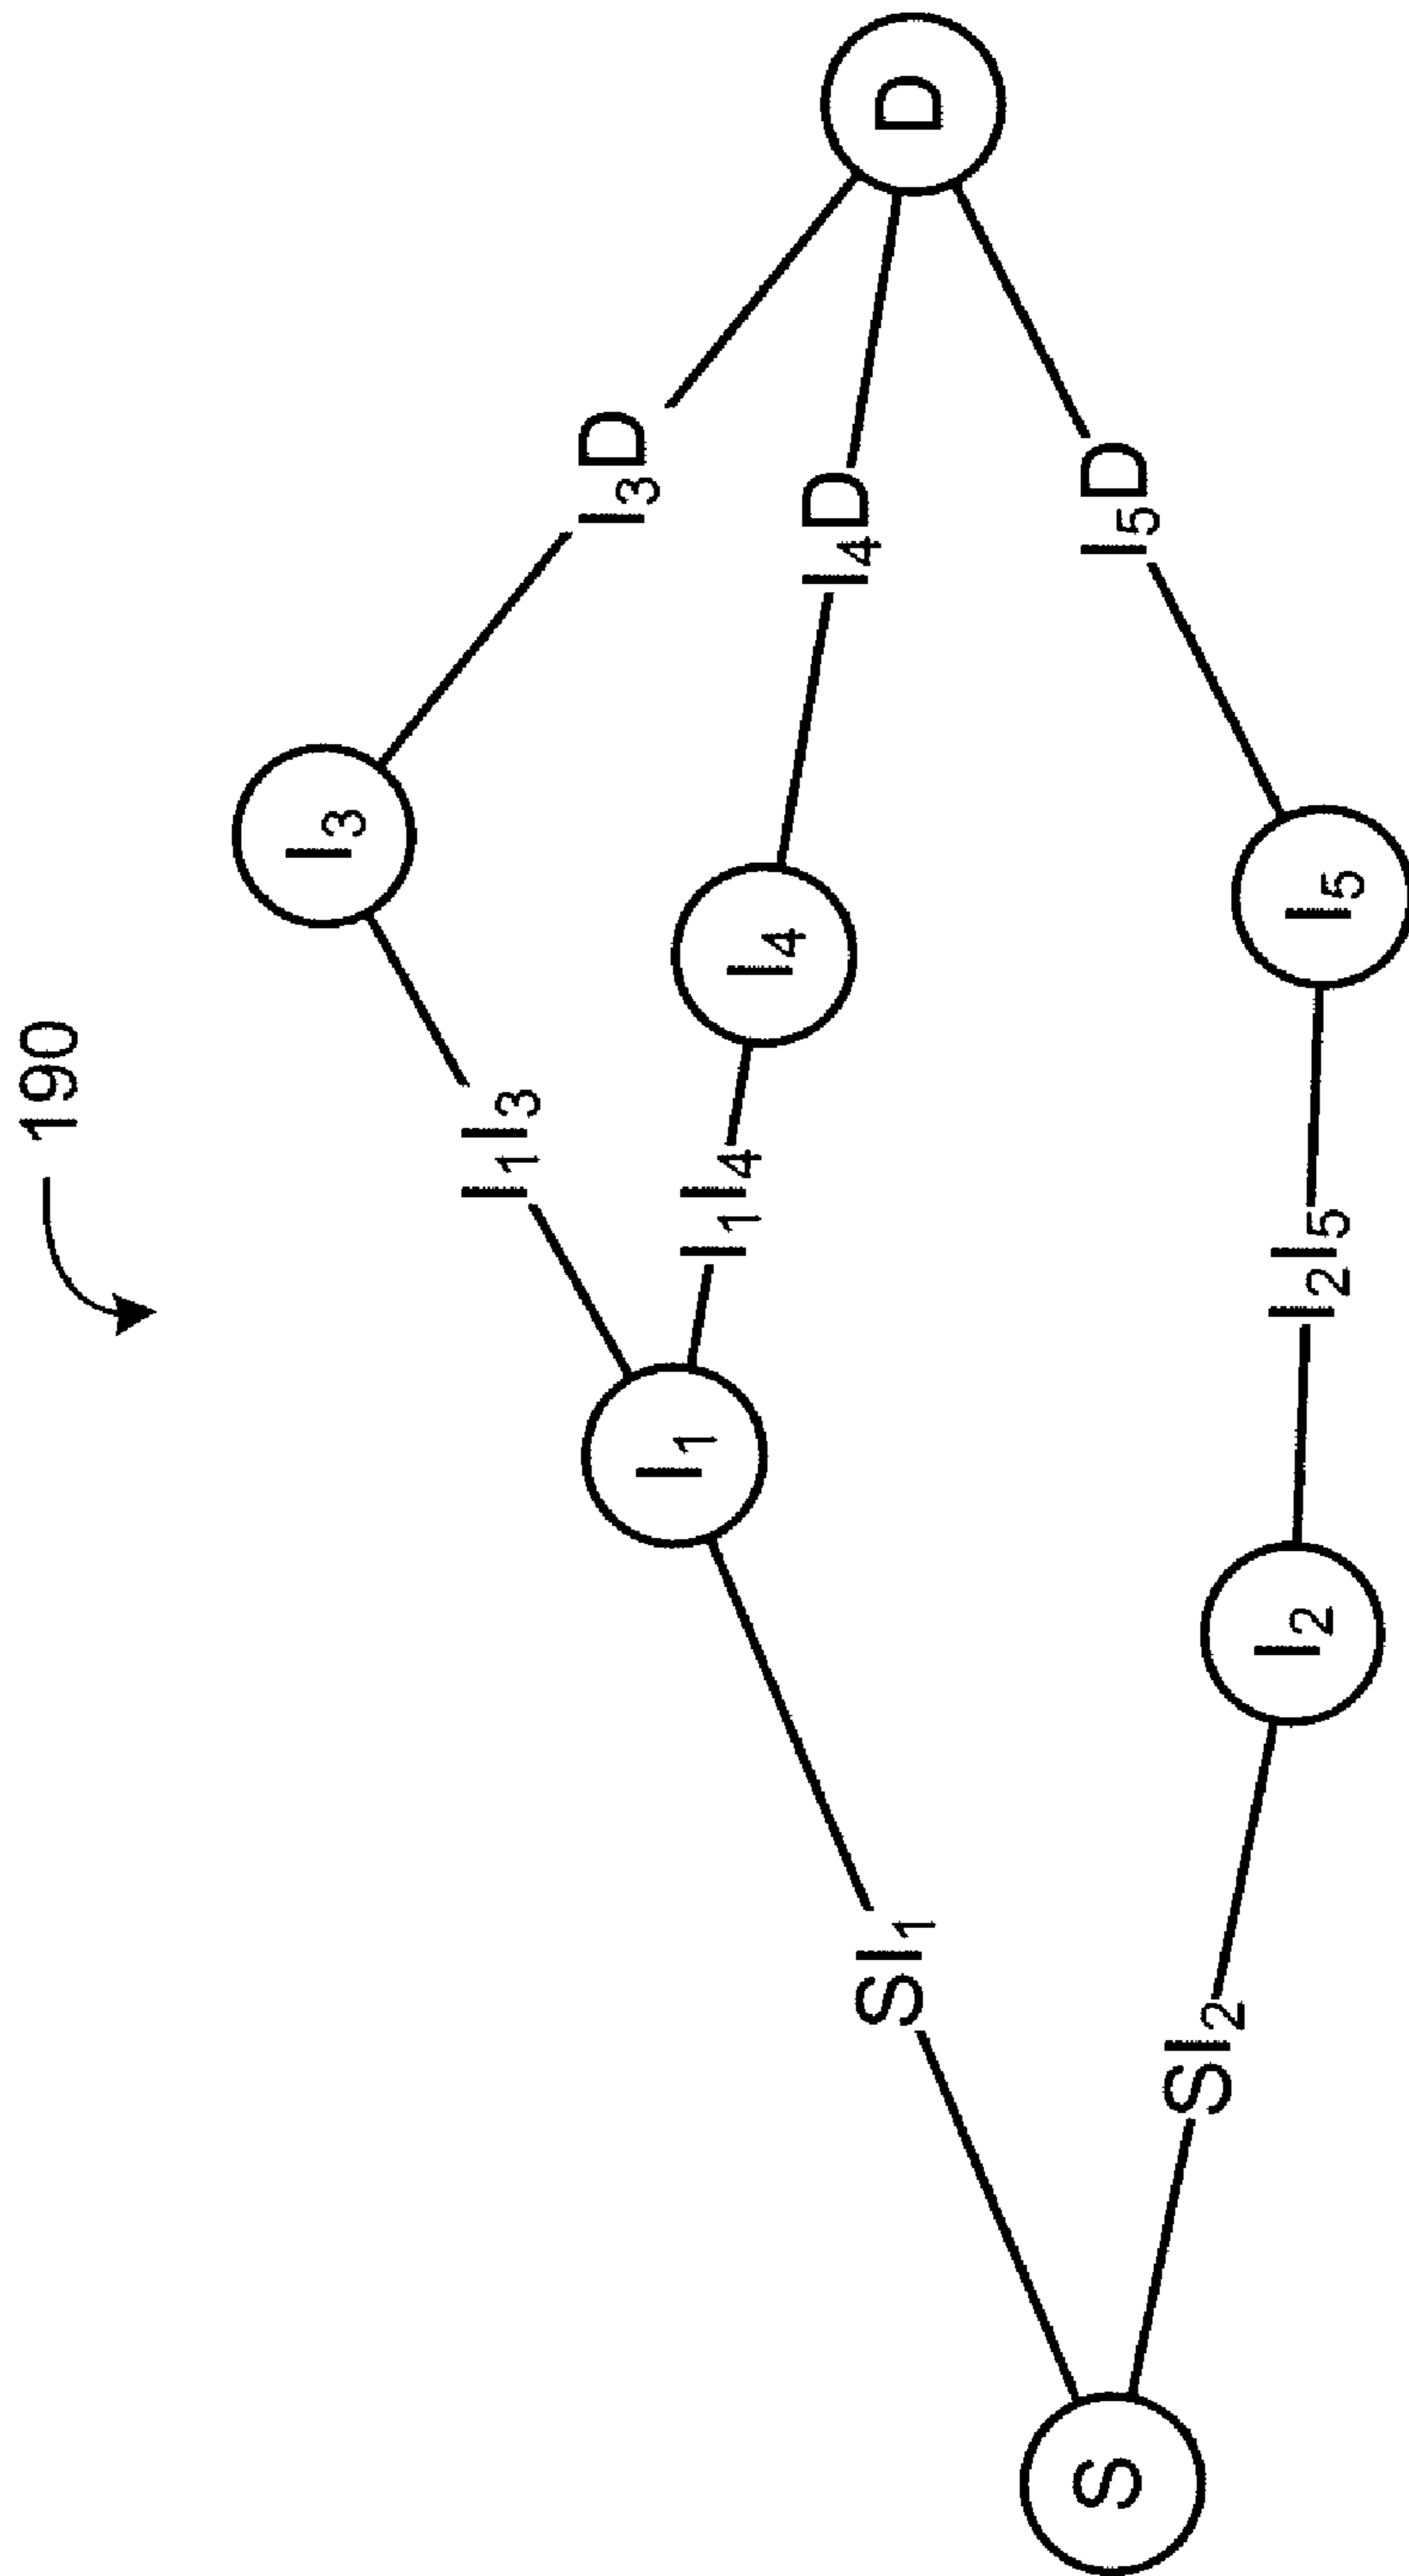 190
I₃
I₁I₃
I₃D
I₁
I₁I₄
I₄
I₄D
D
SI₁
S
SI₂
I₂
I₂I₅
I₅
I₅D